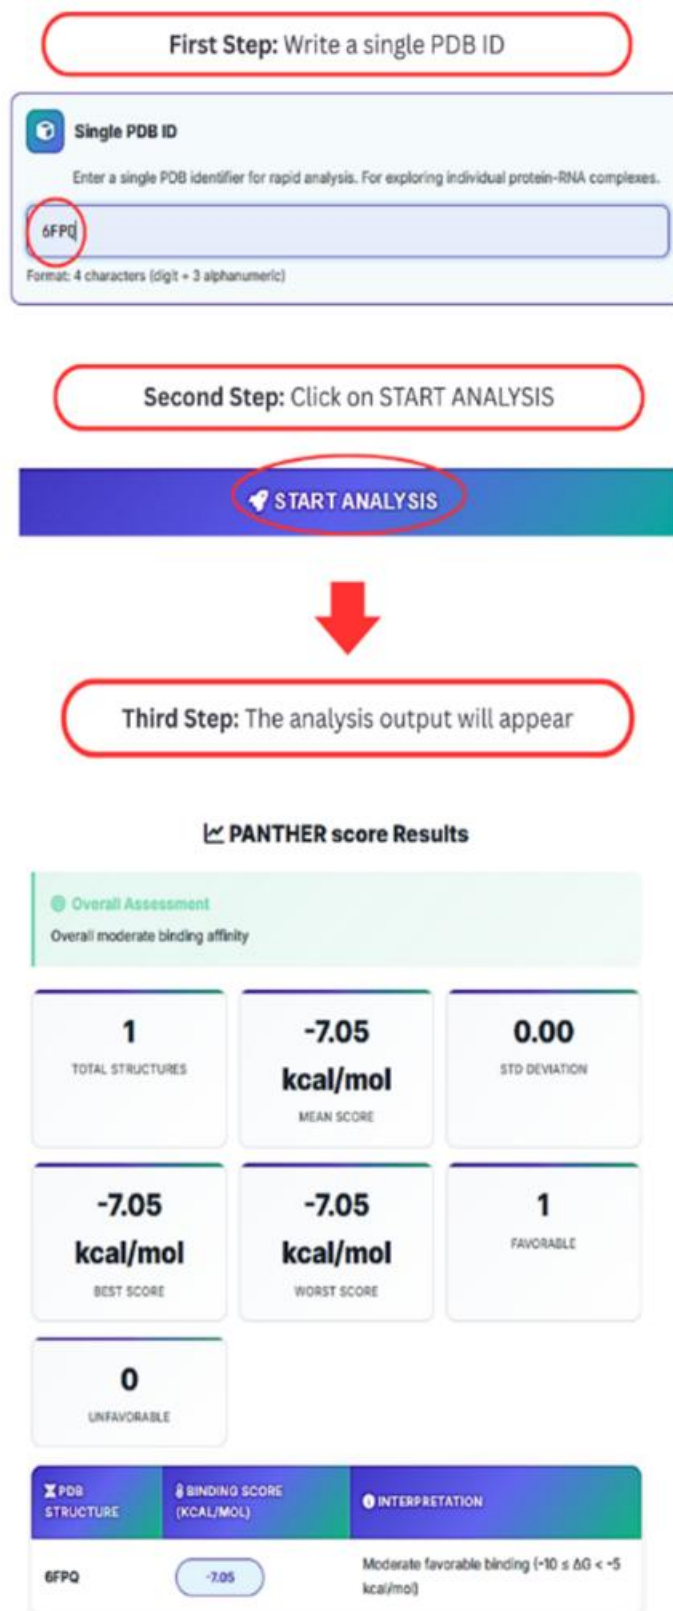 First Step: Write a single PDB ID
Single PDB ID
Enter a single PDB identifier for rapid analysis. For exploring individual protein-RNA complexes.
6FPQ
Format: 4 characters (digit + 3 alphanumeric)
Second Step: Click on START ANALYSIS
START ANALYSIS
Third Step: The analysis output will appear
PANTHER score Results
Overall Assessment
Overall moderate binding affinity
1
TOTAL STRUCTURES
-7.05
kcal/mol
MEAN SCORE
0.00
STD DEVIATION
-7.05
kcal/mol
BEST SCORE
-7.05
kcal/mol
WORST SCORE
1
FAVORABLE
0
UNFAVORABLE
PDB
STRUCTURE
BINDING SCORE
(KCAL/MOL)
INTERPRETATION
6FPQ
-7.05
Moderate favorable binding (-10 ≤ ΔG < -5
kcal/mol)